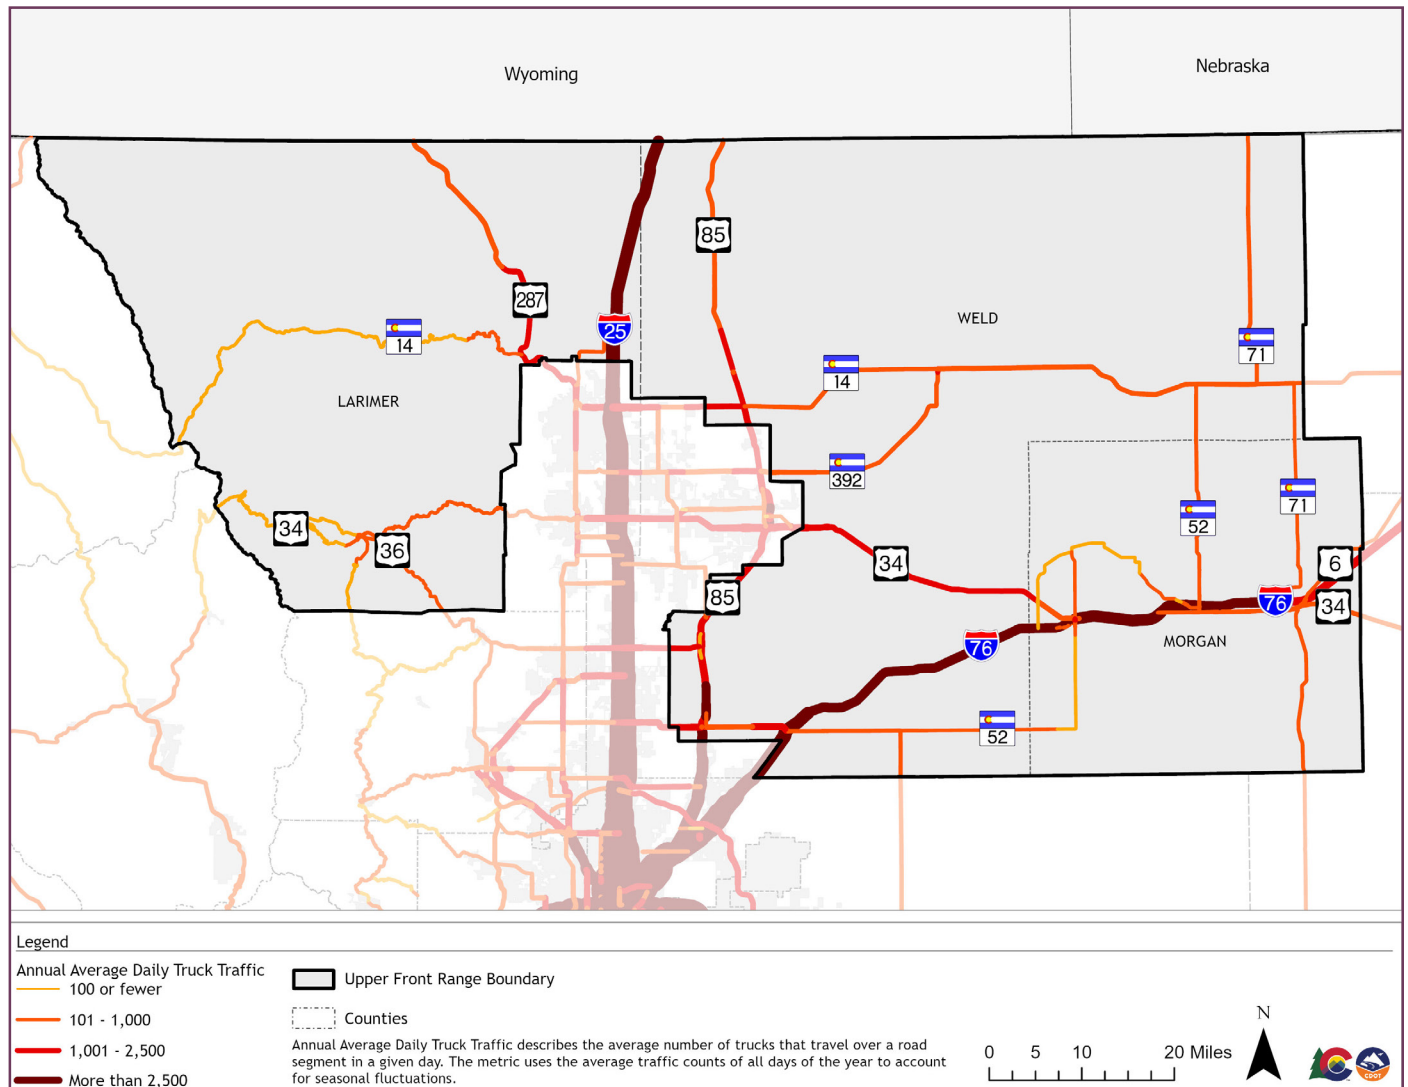 Wyoming
Nebraska
85
287
25
WELD
14
71
14
LARIMER
392
71
52
34
36
34
6
85
76
34
76
MORGAN
52
Legend
Annual Average Daily Truck Traffic
100 or fewer
101 - 1,000
1,001 - 2,500
More than 2,500
Upper Front Range Boundary
Counties
Annual Average Daily Truck Traffic describes the average number of trucks that travel over a road
segment in a given day. The metric uses the average traffic counts of all days of the year to account
for seasonal fluctuations.
N
0 5 10 20 Miles
CDOT